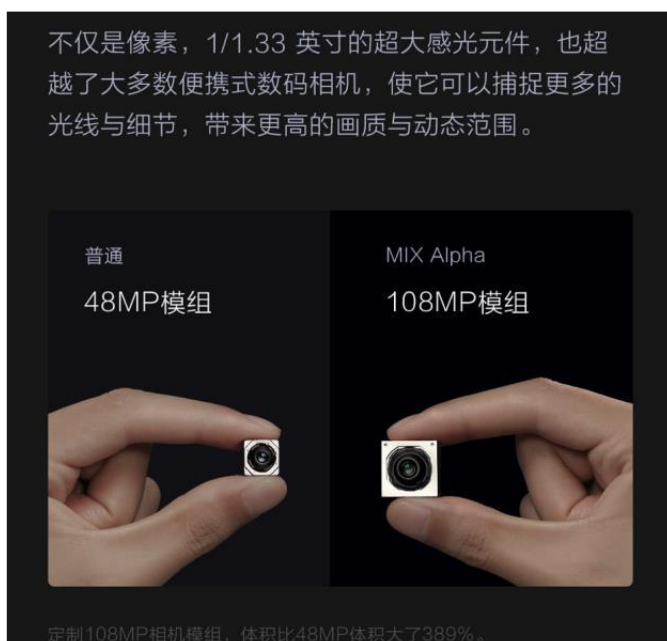 不仅是像素，1/1.33 英寸的超大感光元件，也超
越了大多数便携式数码相机，使它可以捕捉更多的
光线与细节，带来更高的画质与动态范围。
普通
48MP模组
MIX Alpha
108MP模组
定制108MP相机模组，体积比48MP体积大了389%。